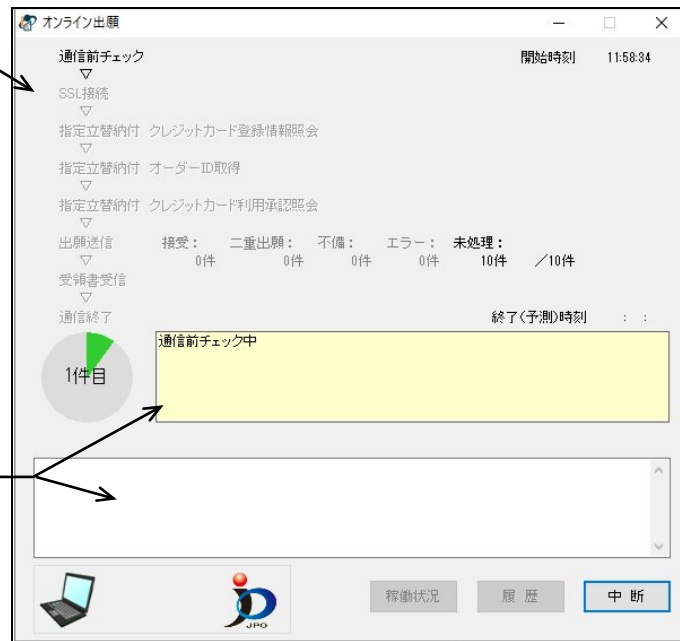 オンライン出願
通信前チェック 開始時刻 11:58:34
▽
SSL接続
▽
指定立替納付 クレジットカード登録情報照会
▽
指定立替納付 オーダーID取得
▽
指定立替納付 クレジットカード利用承認照会
▽
出願送信 接受： 二重出願： 不備： エラー： 未処理：
▽ 0件 0件 0件 0件 10件 ／10件
受領書受信
▽
通信終了 終了(予測)時刻 : :
通信前チェック中
1件目
JPO
稼働状況 履 歴 中 断